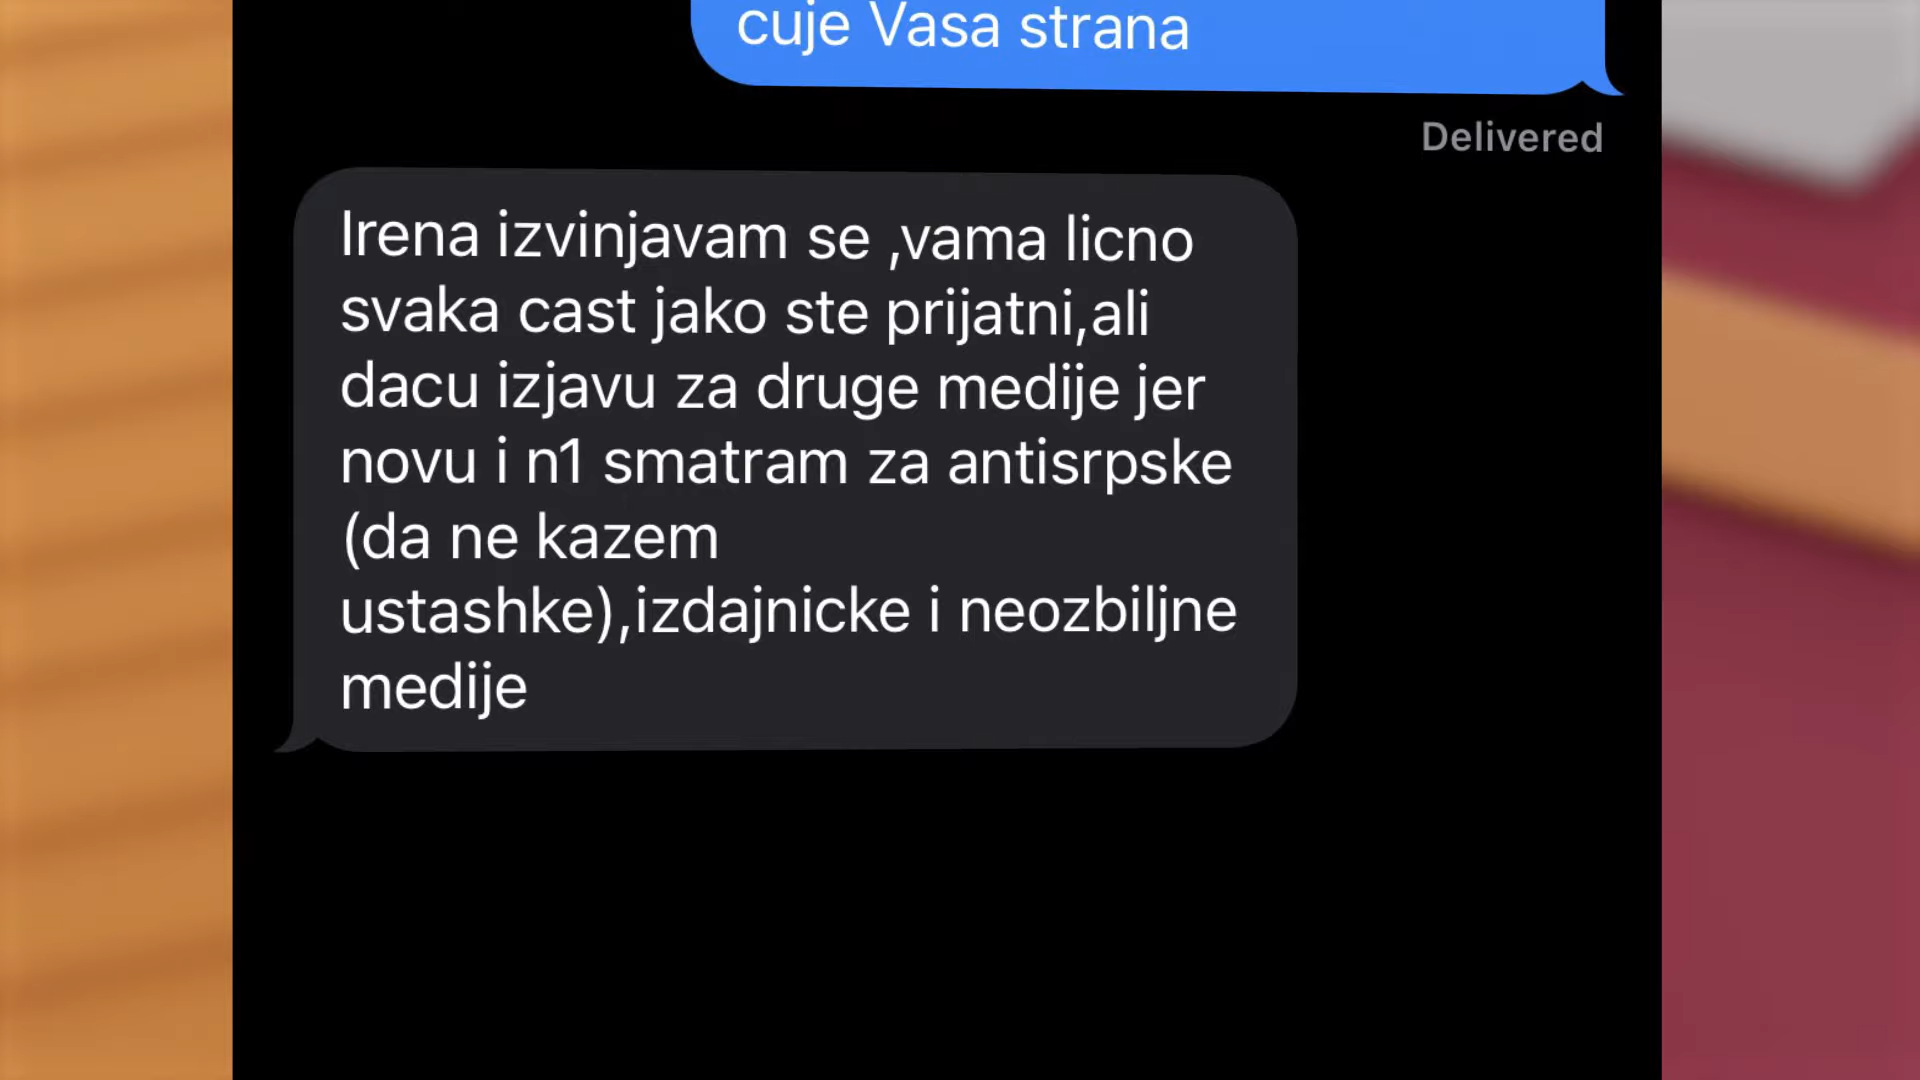 cuje Vasa strana
Delivered
Irena izvinjavam se ,vama licno
svaka cast jako ste prijatni,ali
dacu izjavu za druge medije jer
novu i n1 smatram za antisrpske
(da ne kazem
ustashke),izdajnicke i neozbiljne
medije